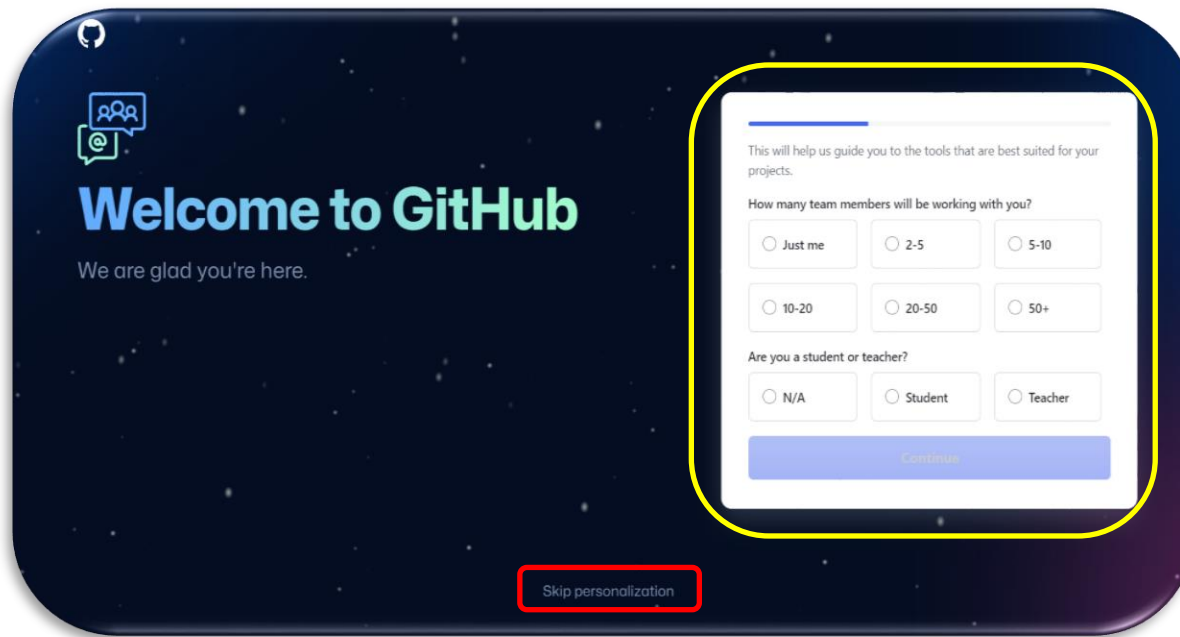 @
Welcome to GitHub
We are glad you're here.
This will help us guide you to the tools that are best suited for your
projects.
How many team members will be working with you?
Just me
2-5
5-10
10-20
20-50
50+
Are you a student or teacher?
N/A
Student
Teacher
Continue
Skip personalization